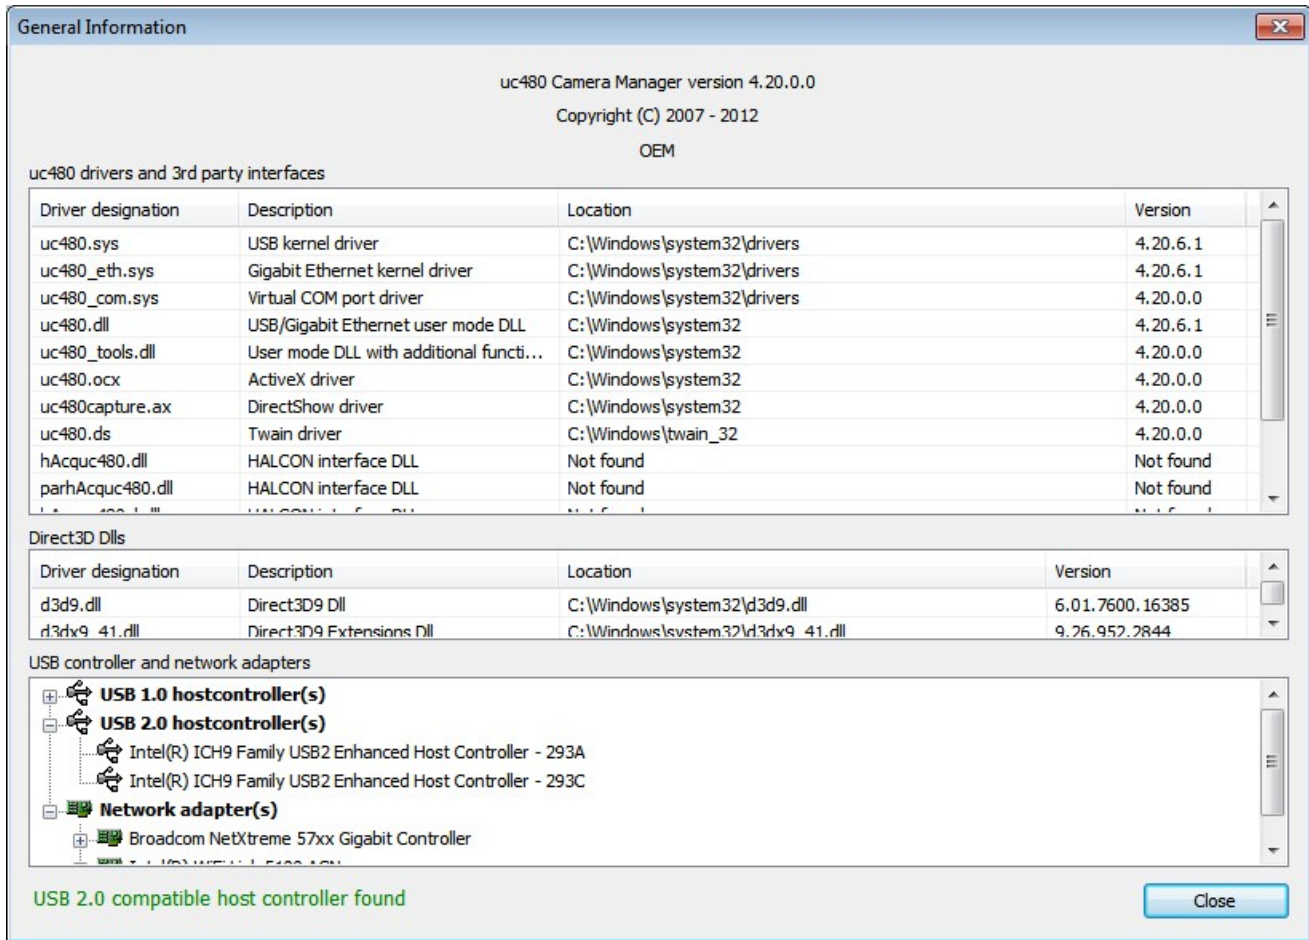 General Information
uc480 Camera Manager version 4.20.0.0
Copyright (C) 2007 - 2012
OEM
uc480 drivers and 3rd party interfaces
Driver designation Description Location Version
uc480.sys USB kernel driver C:\Windows\system32\drivers 4.20.6.1
uc480_eth.sys Gigabit Ethernet kernel driver C:\Windows\system32\drivers 4.20.6.1
uc480_com.sys Virtual COM port driver C:\Windows\system32\drivers 4.20.0.0
uc480.dll USB/Gigabit Ethernet user mode DLL C:\Windows\system32 4.20.6.1
uc480_tools.dll User mode DLL with additional functi... C:\Windows\system32 4.20.0.0
uc480.ocx ActiveX driver C:\Windows\system32 4.20.0.0
uc480capture.ax DirectShow driver C:\Windows\system32 4.20.0.0
uc480.ds Twain driver C:\Windows\twain_32 4.20.0.0
hAcquc480.dll HALCON interface DLL Not found Not found
parhAcquc480.dll HALCON interface DLL Not found Not found
Direct3D Dlls
Driver designation Description Location Version
d3d9.dll Direct3D9 Dll C:\Windows\system32\d3d9.dll 6.01.7600.16385
d3dx9_41.dll Direct3D9 Extensions Dll C:\Windows\system32\d3dx9_41.dll 9.26.952.2844
USB controller and network adapters
USB 1.0 hostcontroller(s)
USB 2.0 hostcontroller(s)
Intel(R) ICH9 Family USB2 Enhanced Host Controller - 293A
Intel(R) ICH9 Family USB2 Enhanced Host Controller - 293C
Network adapter(s)
Broadcom NetXtreme 57xx Gigabit Controller
USB 2.0 compatible host controller found
Close